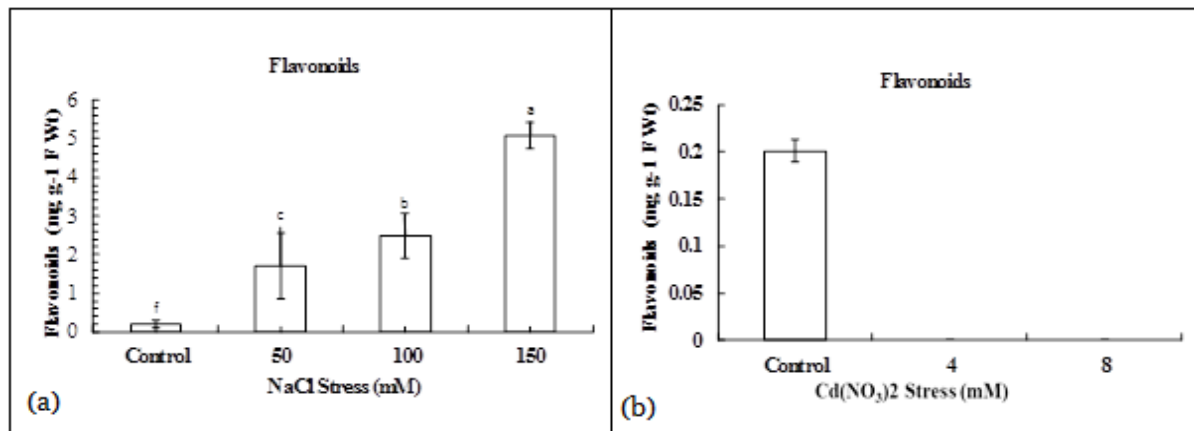 Flavonoids
Flavonoids (mg g-1 F Wt)
6
5
4
3
2
1
0
f
c
b
a
Control 50 100 150
NaCl Stress (mM)
(a)
Flavonoids
Flavonoids (mg g-1 F Wt)
0.25
0.2
0.15
0.1
0.05
0
Control 4 8
Cd(NO₃)2 Stress (mM)
(b)